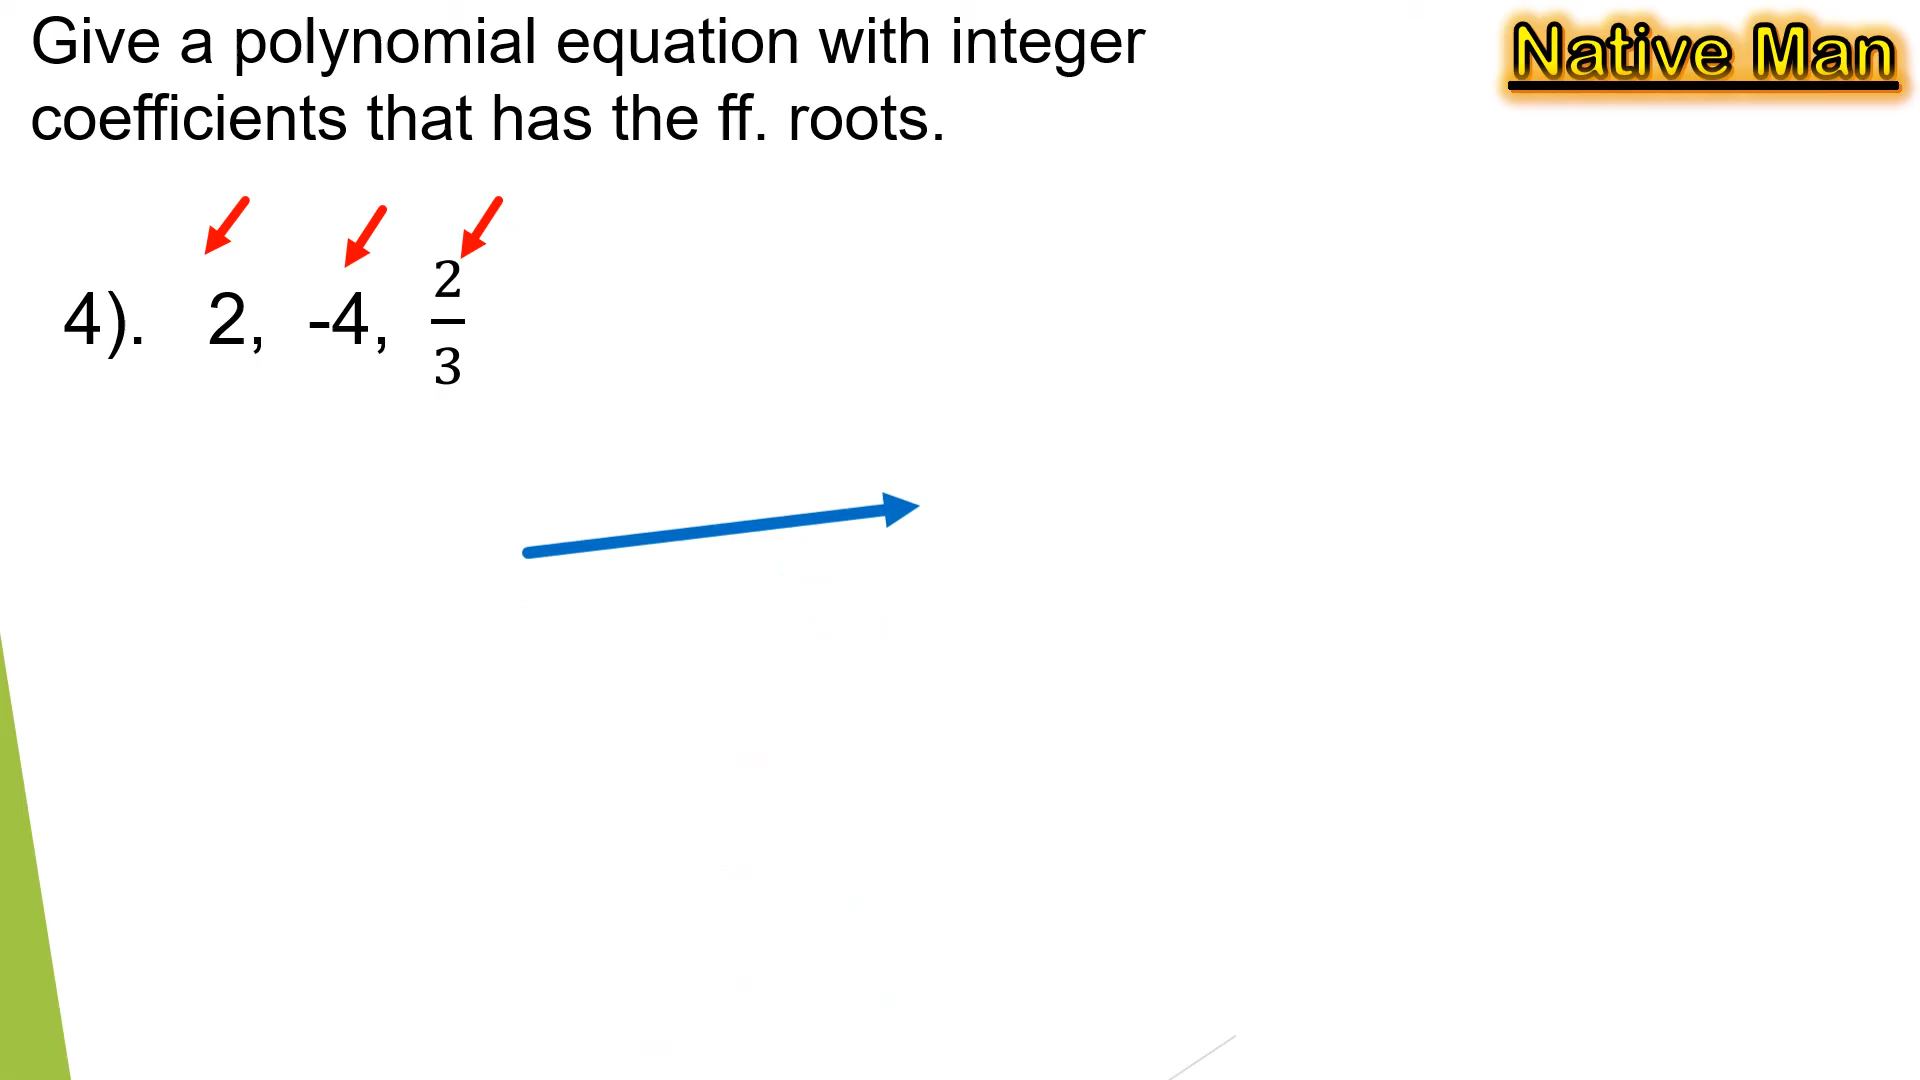 Give a polynomial equation with integer
coefficients that has the ff. roots.
Native Man
4). 2, -4, 2/3